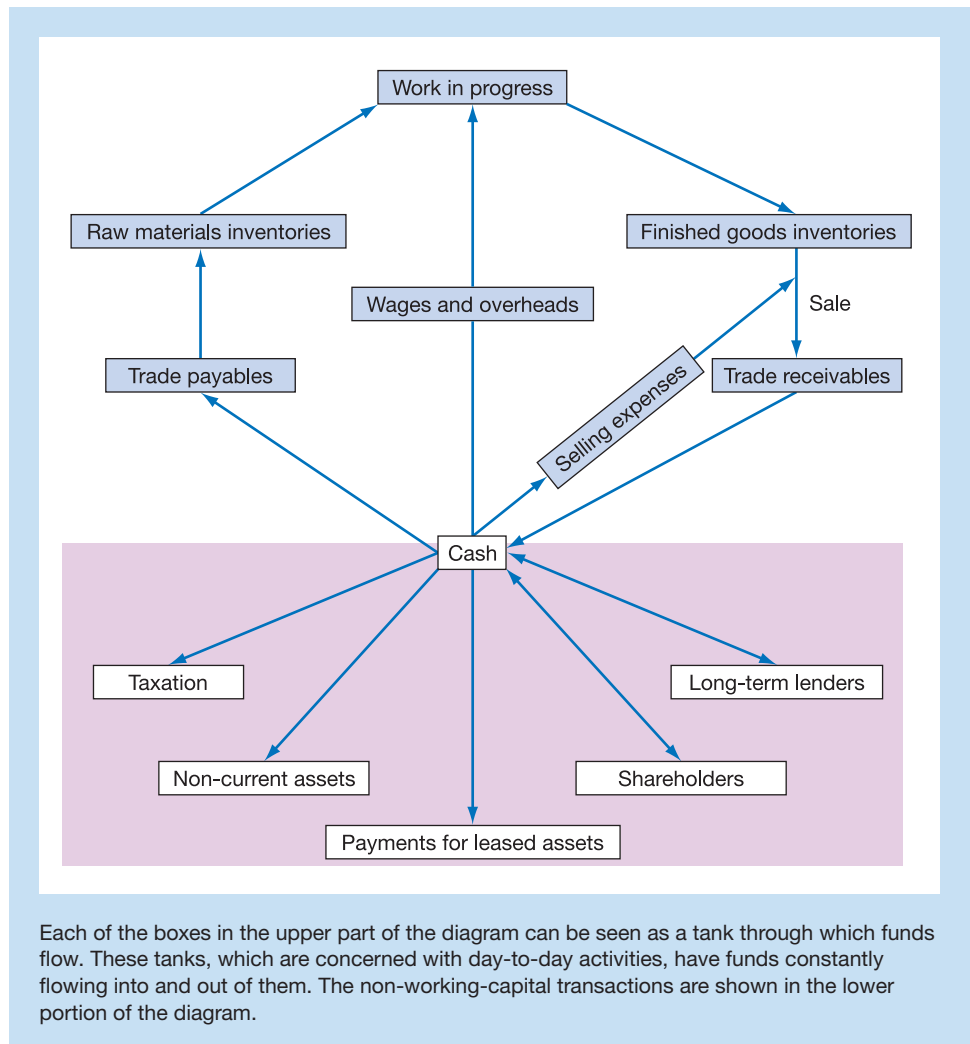 Work in progress
Raw materials inventories
Finished goods inventories
Wages and overheads
Sale
Trade payables
Selling expenses
Trade receivables
Cash
Taxation
Long-term lenders
Non-current assets
Shareholders
Payments for leased assets
Each of the boxes in the upper part of the diagram can be seen as a tank through which funds
flow. These tanks, which are concerned with day-to-day activities, have funds constantly
flowing into and out of them. The non-working-capital transactions are shown in the lower
portion of the diagram.